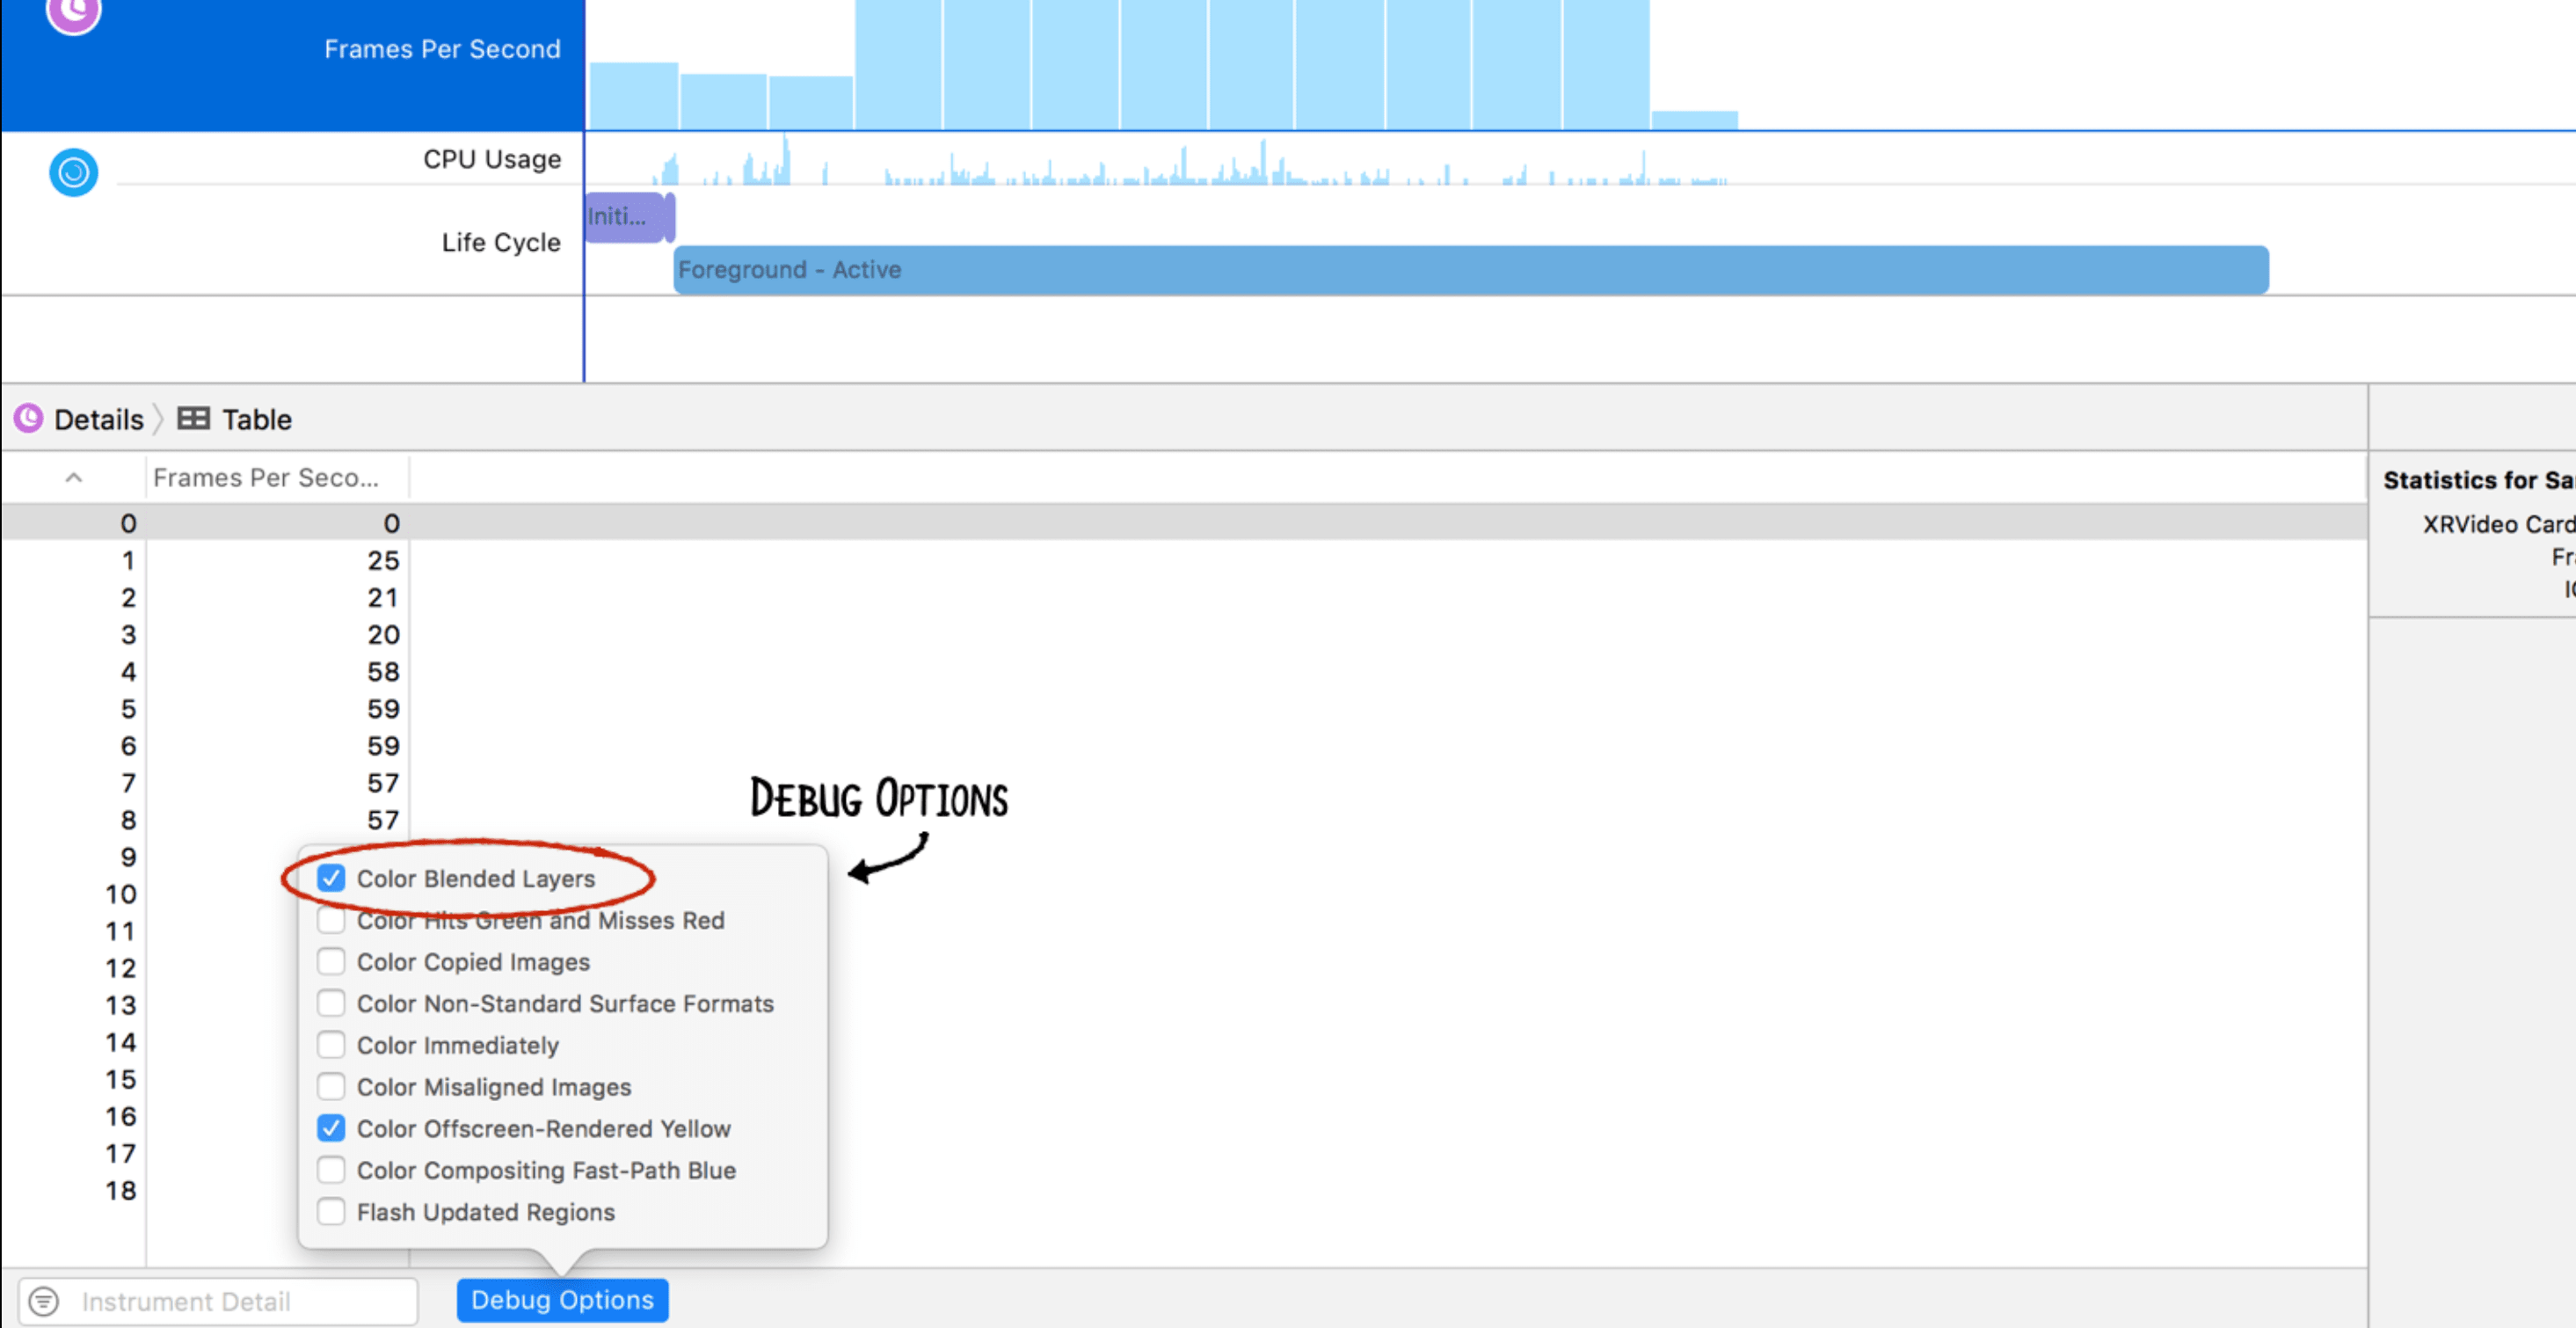 Frames Per Second
CPU Usage
Initi...
Life Cycle
Foreground - Active
Details
Table
Frames Per Seco...
Statistics for Sa
0 0
XRVideo Card
1 25
Fr
2 21
3 20
4 58
5 59
6 59
7 57
DEBUG OPTIONS
8 57
9
Color Blended Layers
10
Color Hits Green and Misses Red
11
Color Copied Images
12
Color Non-Standard Surface Formats
13
Color Immediately
14
Color Misaligned Images
15
Color Offscreen-Rendered Yellow
16
Color Compositing Fast-Path Blue
17
Flash Updated Regions
18
Instrument Detail
Debug Options